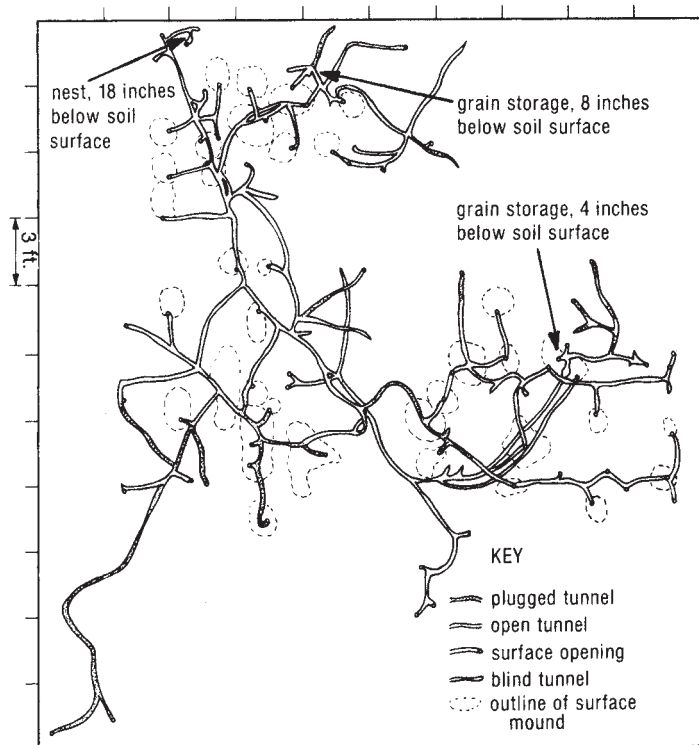 nest, 18 inches
below soil
surface
grain storage, 8 inches
below soil surface
grain storage, 4 inches
below soil surface
3 ft.
KEY
plugged tunnel
open tunnel
surface opening
blind tunnel
outline of surface
mound